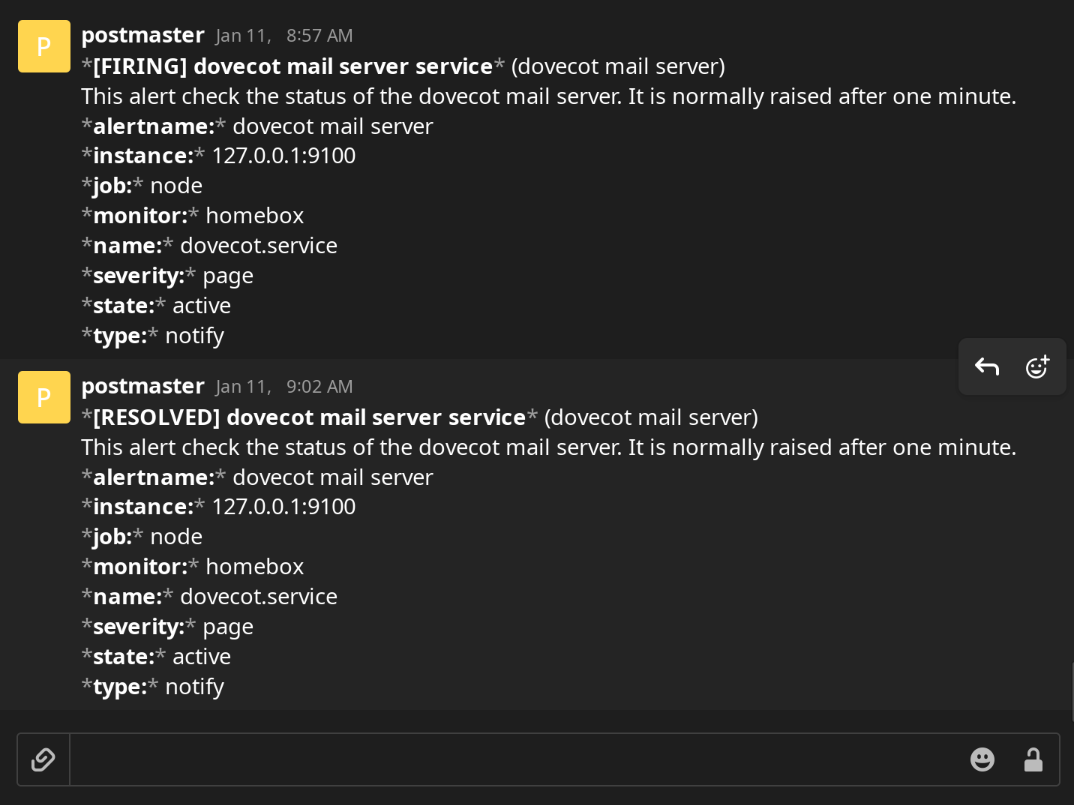 P
postmaster Jan 11, 8:57 AM
*[FIRING] dovecot mail server service* (dovecot mail server)
This alert check the status of the dovecot mail server. It is normally raised after one minute.
*alertname:* dovecot mail server
*instance:* 127.0.0.1:9100
*job:* node
*monitor:* homebox
*name:* dovecot.service
*severity:* page
*state:* active
*type:* notify
P
postmaster Jan 11, 9:02 AM
*[RESOLVED] dovecot mail server service* (dovecot mail server)
This alert check the status of the dovecot mail server. It is normally raised after one minute.
*alertname:* dovecot mail server
*instance:* 127.0.0.1:9100
*job:* node
*monitor:* homebox
*name:* dovecot.service
*severity:* page
*state:* active
*type:* notify